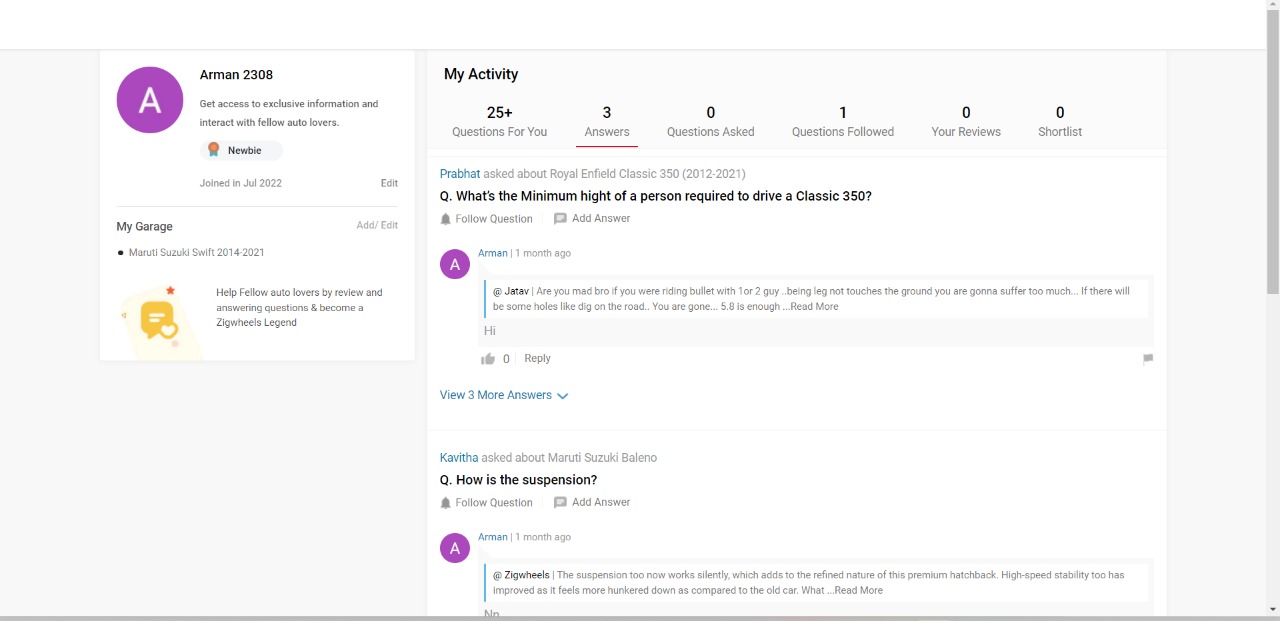 A
Arman 2308
Get access to exclusive information and
interact with fellow auto lovers.
Newbie
Joined in Jul 2022
Edit
My Garage
Add/ Edit
Maruti Suzuki Swift 2014-2021
Help Fellow auto lovers by review and
answering questions & become a
Zigwheels Legend
My Activity
25+ 3 0 1 0 0
Questions For You Answers Questions Asked Questions Followed Your Reviews Shortlist
Prabhat asked about Royal Enfield Classic 350 (2012-2021)
Q. What's the Minimum hight of a person required to drive a Classic 350?
Follow Question Add Answer
A
Arman | 1 month ago
@ Jatav | Are you mad bro if you were riding bullet with 1or 2 guy ..being leg not touches the ground you are gonna suffer too much... If there will
be some holes like dig on the road.. You are gone... 5.8 is enough ...Read More
Hi
0 Reply
View 3 More Answers
Kavitha asked about Maruti Suzuki Baleno
Q. How is the suspension?
Follow Question Add Answer
A
Arman | 1 month ago
@ Zigwheels | The suspension too now works silently, which adds to the refined nature of this premium hatchback. High-speed stability too has
improved as it feels more hunkered down as compared to the old car. What ...Read More